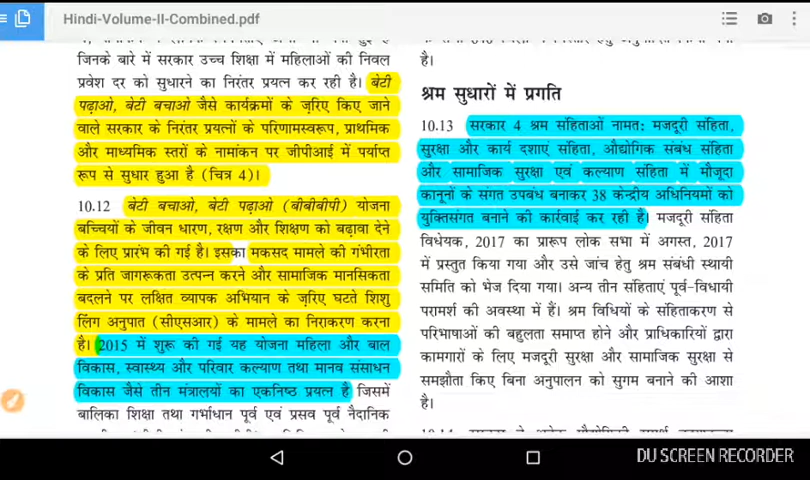 Hindi-Volume-II-Combined.pdf
जिनके बारे में सरकार उच्च शिक्षा में महिलाओं की निवल
प्रवेश दर को सुधारने का निरंतर प्रयत्न कर रही है। बेटी
पढ़ाओ, बेटी बचाओ जैसे कार्यक्रमों के ज़रिए किए जाने
वाले सरकार के निरंतर प्रयत्नों के परिणामस्वरूप, प्राथमिक
और माध्यमिक स्तरों के नामांकन पर जीपीआई में पर्याप्त
रूप से सुधार हुआ है (चित्र 4)।
10.12 बेटी बचाओ, बेटी पढ़ाओ (बीबीबीपी) योजना
बच्चियों के जीवन धारण, रक्षण और शिक्षण को बढ़ावा देने
के लिए प्रारंभ की गई है। इसका मकसद मामले की गंभीरता
के प्रति जागरूकता उत्पन्न करने और सामाजिक मानसिकता
बदलने पर लक्षित व्यापक अभियान के ज़रिए घटते शिशु
लिंग अनुपात (सीएसआर) के मामले का निराकरण करना
है। 2015 में शुरू की गई यह योजना महिला और बाल
विकास, स्वास्थ्य और परिवार कल्याण तथा मानव संसाधन
विकास जैसे तीन मंत्रालयों का एकनिष्ठ प्रयत्न है जिसमें
बालिका शिक्षा तथा गर्भाधान पूर्व एवं प्रसव पूर्व नैदानिक
है।
श्रम सुधारों में प्रगति
10.13 सरकार 4 श्रम संहिताओं नामतः मजदूरी संहिता,
सुरक्षा और कार्य दशाएं संहिता, औद्योगिक संबंध संहिता
और सामाजिक सुरक्षा एवं कल्याण संहिता में मौजूदा
कानूनों के संगत उपबंध बनाकर 38 केन्द्रीय अधिनियमों को
युक्तिसंगत बनाने की कार्रवाई कर रही है। मजदूरी संहिता
विधेयक, 2017 का प्रारूप लोक सभा में अगस्त, 2017
में प्रस्तुत किया गया और उसे जांच हेतु श्रम संबंधी स्थायी
समिति को भेज दिया गया। अन्य तीन संहिताएं पूर्व-विधायी
परामर्श की अवस्था में हैं। श्रम विधियों के संहिताकरण से
परिभाषाओं की बहुलता समाप्त होने और प्राधिकारियों द्वारा
कामगारों के लिए मजदूरी सुरक्षा और सामाजिक सुरक्षा से
समझौता किए बिना अनुपालन को सुगम बनाने की आशा
है।
DU SCREEN RECORDER